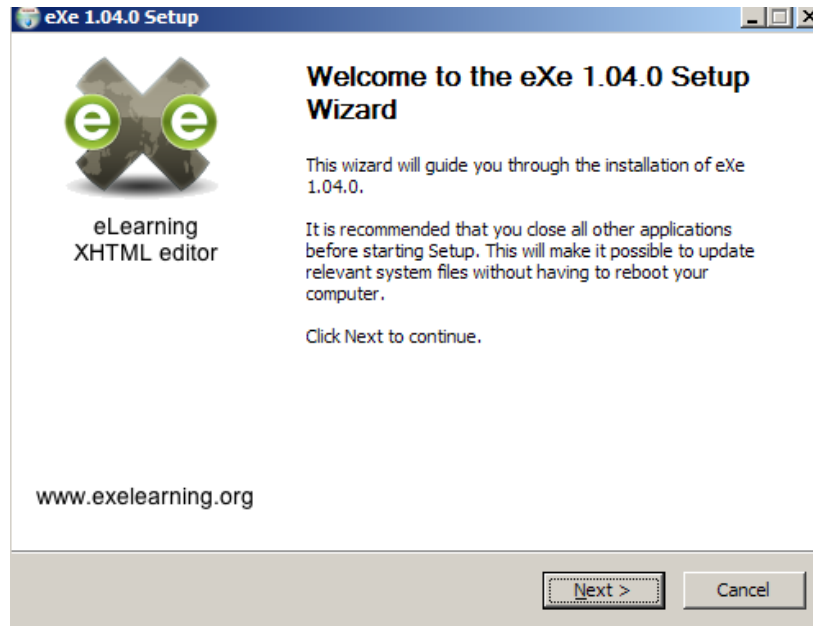 eXe 1.04.0 Setup
e e
eLearning
XHTML editor
www.exelearning.org
Welcome to the eXe 1.04.0 Setup
Wizard
This wizard will guide you through the installation of eXe
1.04.0.
It is recommended that you close all other applications
before starting Setup. This will make it possible to update
relevant system files without having to reboot your
computer.
Click Next to continue.
Next >
Cancel